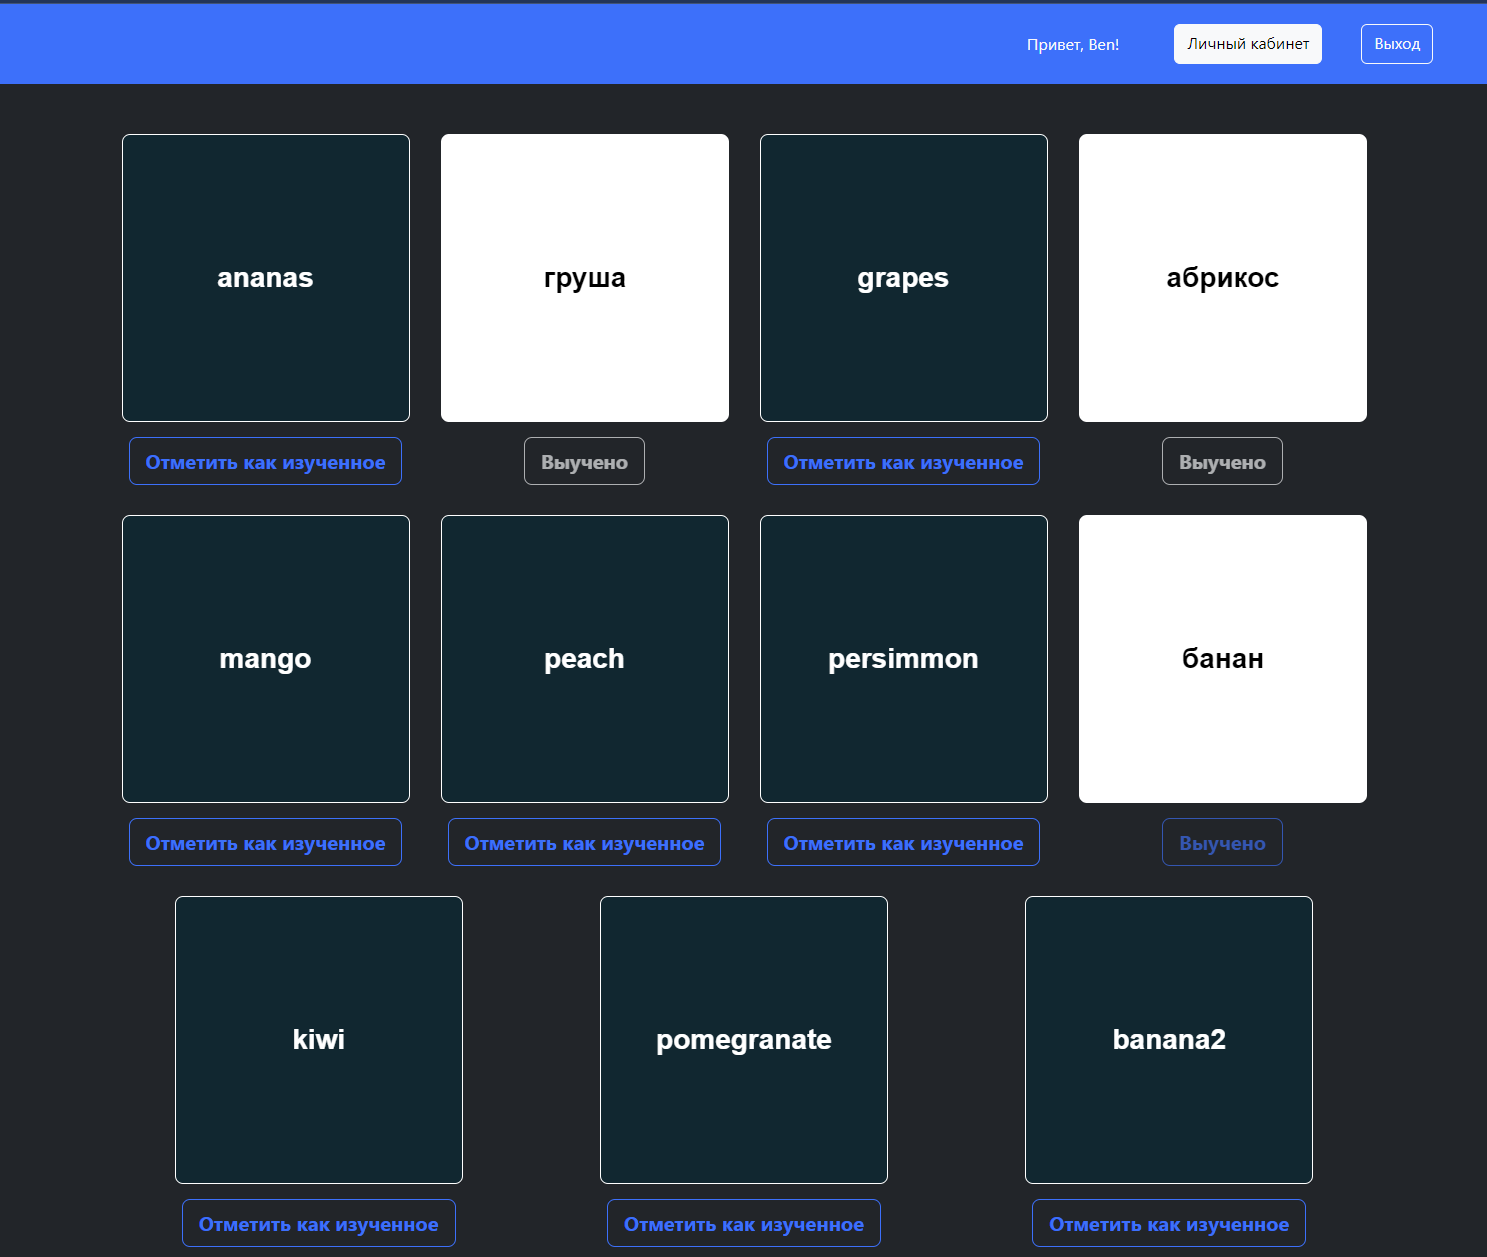 Привет, Ben!
Личный кабинет
Выход
ananas
груша
grapes
абрикос
Отметить как изученное
Выучено
Отметить как изученное
Выучено
mango
peach
persimmon
банан
Отметить как изученное
Отметить как изученное
Отметить как изученное
Выучено
kiwi
pomegranate
banana2
Отметить как изученное
Отметить как изученное
Отметить как изученное